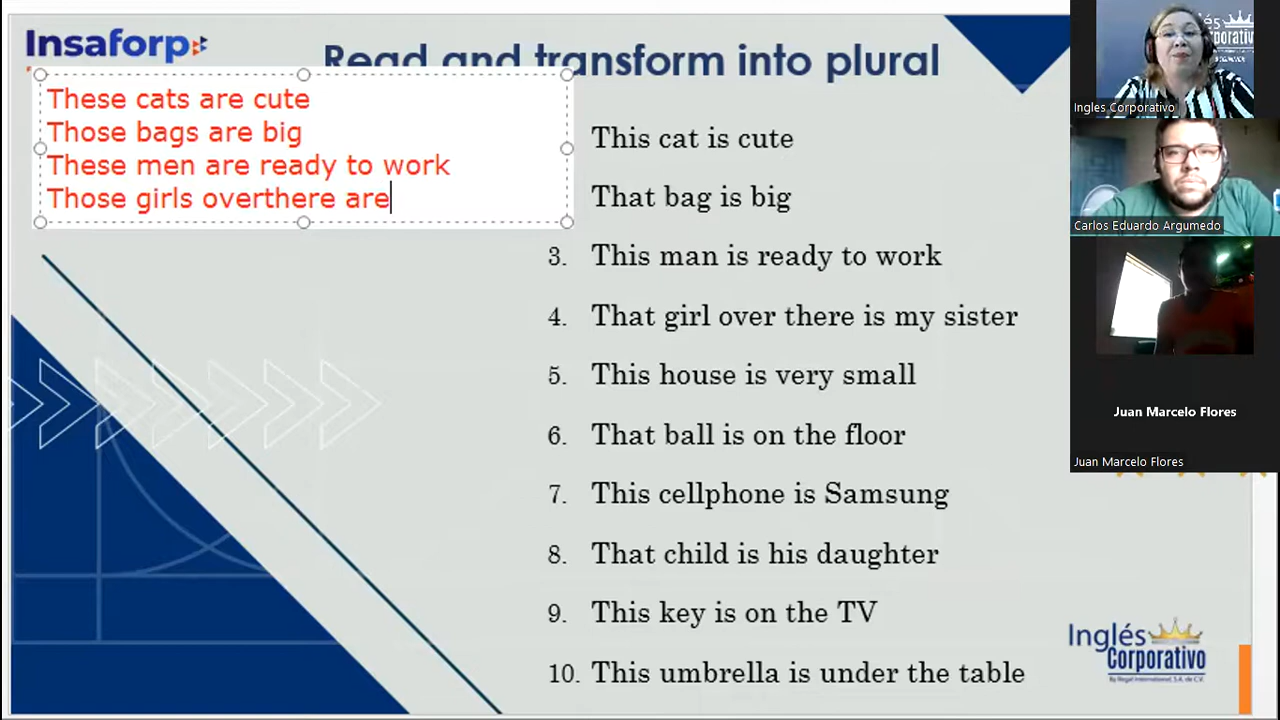 Insaforp
Read and transform into plural
These cats are cute
Those bags are big
These men are ready to work
Those girls overthere are
This cat is cute
That bag is big
3. This man is ready to work
4. That girl over there is my sister
5. This house is very small
6. That ball is on the floor
7. This cellphone is Samsung
8. That child is his daughter
9. This key is on the TV
10. This umbrella is under the table
Ingles Corporativo
Carlos Eduardo Argumedo
Juan Marcelo Flores
Juan Marcelo Flores
Inglés
Corporativo